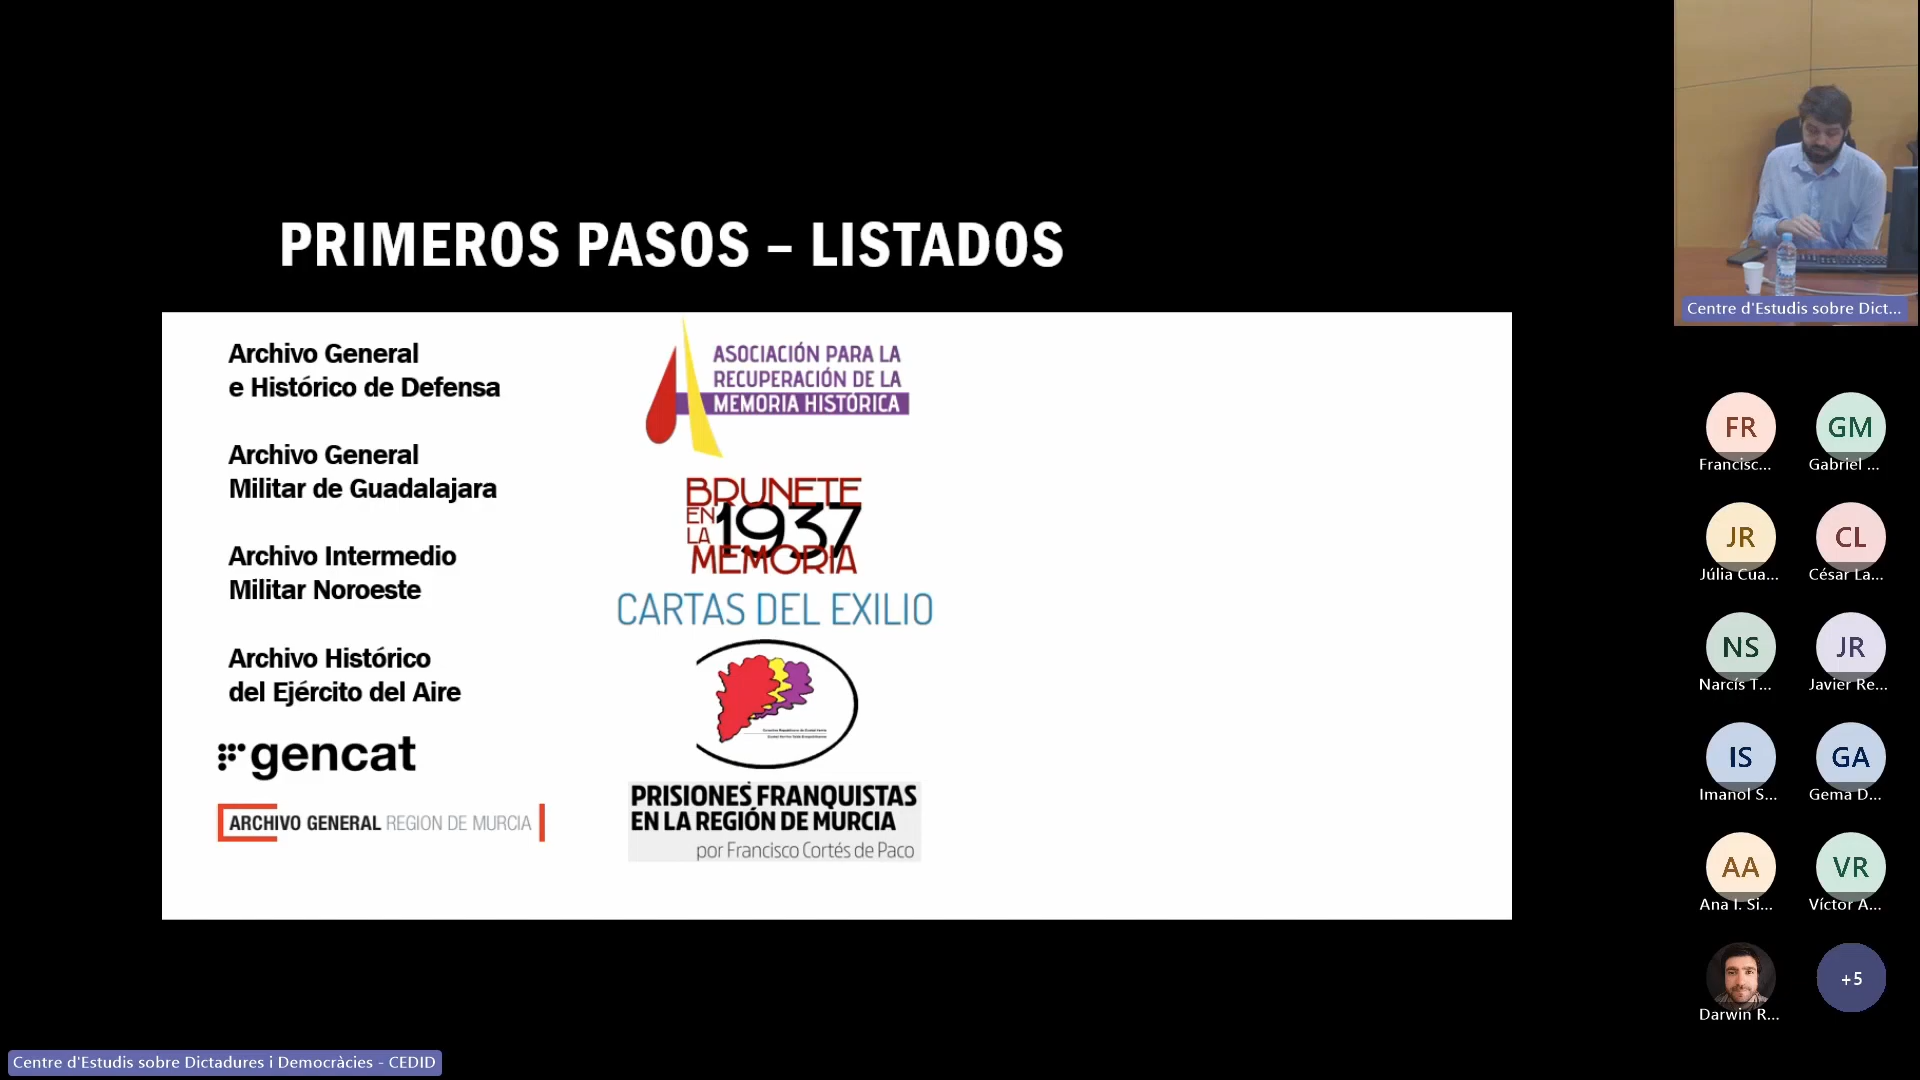 PRIMEROS PASOS – LISTADOS
Archivo General
e Histórico de Defensa
Archivo General
Militar de Guadalajara
Archivo Intermedio
Militar Noroeste
Archivo Histórico
del Ejército del Aire
gencat
ARCHIVO GENERAL REGION DE MURCIA
ASOCIACIÓN PARA LA
RECUPERACIÓN DE LA
MEMORIA HISTÓRICA
BRUNETE
EN 1937
LA
MEMORIA
CARTAS DEL EXILIO
PRISIONES FRANQUISTAS
EN LA REGIÓN DE MURCIA
por Francisco Cortés de Paco
Centre d'Estudis sobre Dict...
FR
Francisc...
GM
Gabriel ...
JR
Júlia Cua...
CL
César La...
NS
Narcís T...
JR
Javier Re...
IS
Imanol S...
GA
Gema D...
AA
Ana I. Si...
VR
Víctor A...
Darwin R...
+5
Centre d'Estudis sobre Dictadures i Democràcies - CEDID